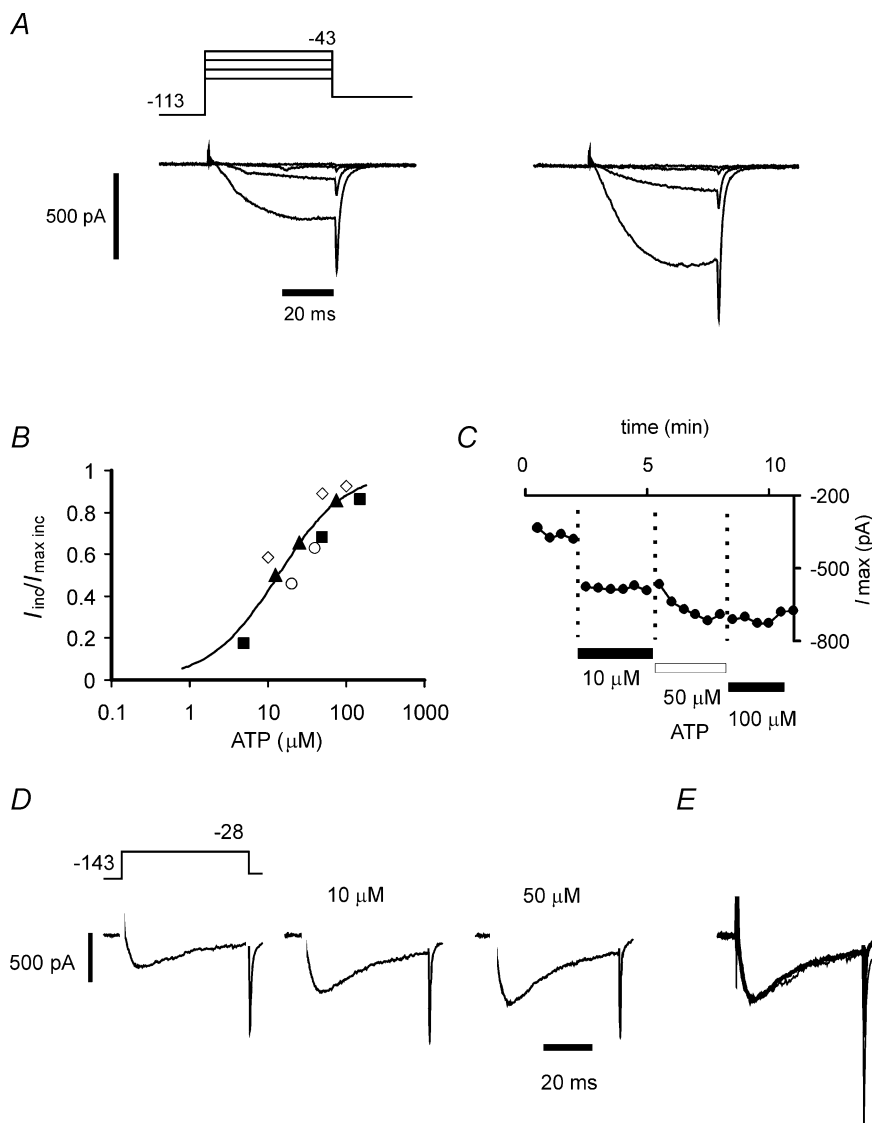 A
-43
-113
500 pA
20 ms
B
I inc/I max inc
1
0.8
0.6
0.4
0.2
0
0.1
1
10
100
1000
ATP (μM)
C
time (min)
0
5
10
-200
-500
-800
I max (pA)
10 μM
50 μM
100 μM
ATP
D
-28
-143
10 μM
50 μM
500 pA
20 ms
E